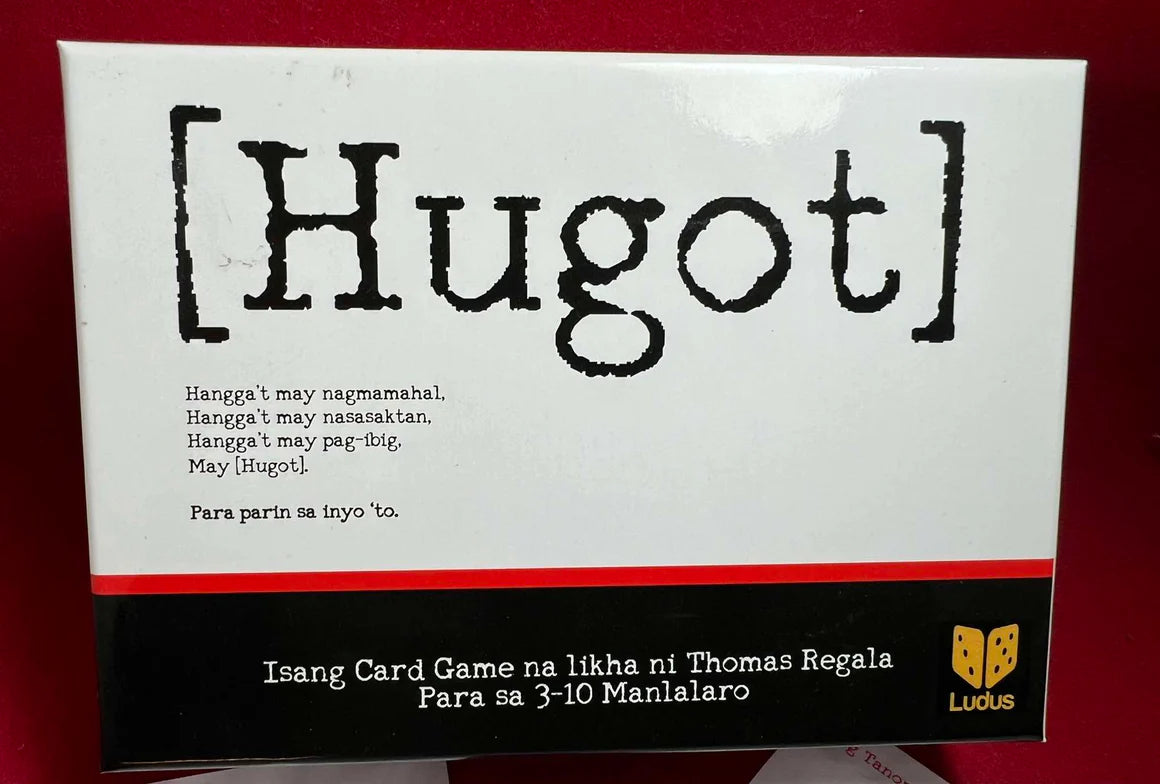 [Hugot]
Hangga't may nagmamahal,
Hangga't may nasasaktan,
Hangga't may pag-ibig,
May [Hugot].
Para parin sa inyo 'to.
Isang Card Game na likha ni Thomas Regala
Para sa 3-10 Manlalaro
Ludus